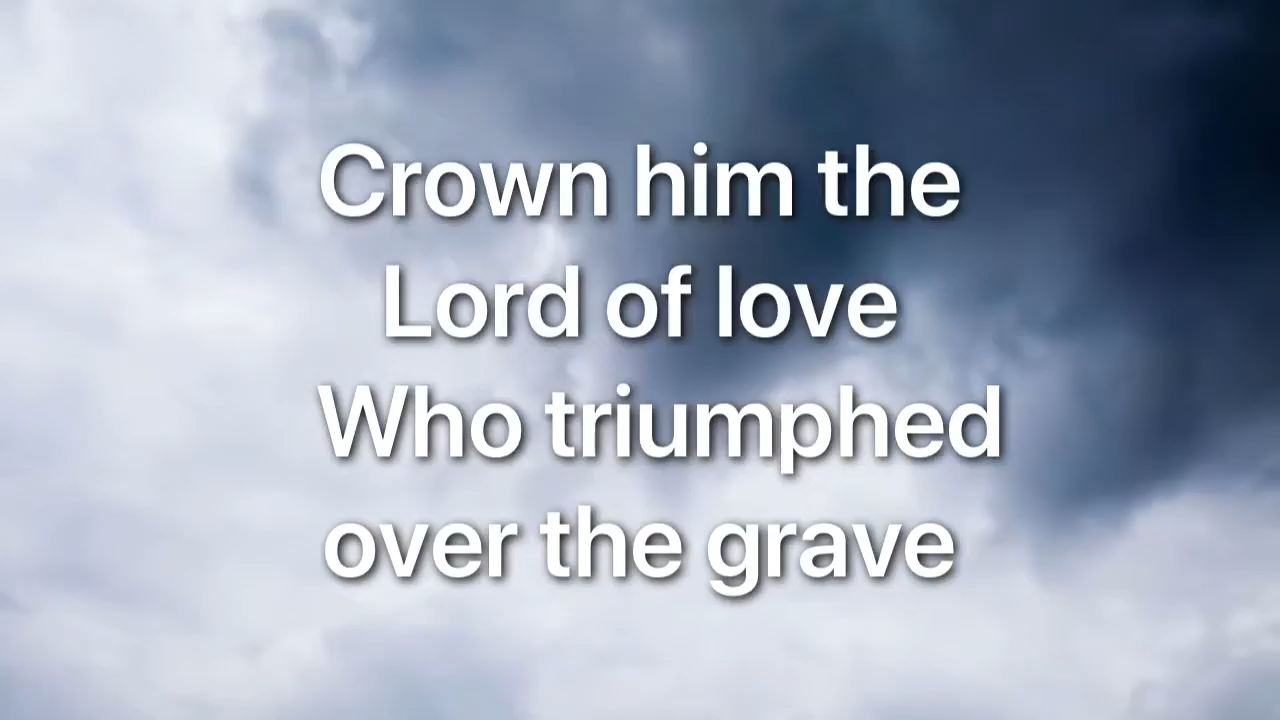 Crown him the
Lord of love
Who triumphed
over the grave